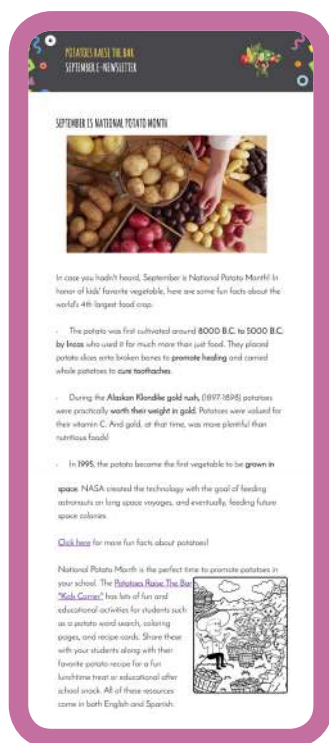 POTATOES RAISE THE BAR
SEPTEMBER E-NEWSLETTER
SEPTEMBER IS NATIONAL POTATO MONTH
In case you hadn't heard, September is National Potato Month! In
honor of kids' favorite vegetable, here are some fun facts about the
world's 4th largest food crop.
· The potato was first cultivated around 8000 B.C. to 5000 B.C.
by Incas who used it for much more than just food. They placed
potato slices onto broken bones to promote healing and carried
whole potatoes to cure toothaches.
· During the Alaskan Klondike gold rush, (1897-1898) potatoes
were practically worth their weight in gold. Potatoes were valued for
their vitamin C. And gold, at that time, was more plentiful than
nutritious foods!
· In 1995, the potato became the first vegetable to be grown in
space. NASA created the technology with the goal of feeding
astronauts on long space voyages, and eventually, feeding future
space colonies.
Click here for more fun facts about potatoes!
National Potato Month is the perfect time to promote potatoes in
your school. The Potatoes Raise The Bar
"Kids Corner" has lots of fun and
educational activities for students such
as a potato word search, coloring
pages, and recipe cards. Share these
with your students along with their
favorite potato recipe for a fun
lunchtime treat or educational after
school snack. All of these resources
come in both English and Spanish.